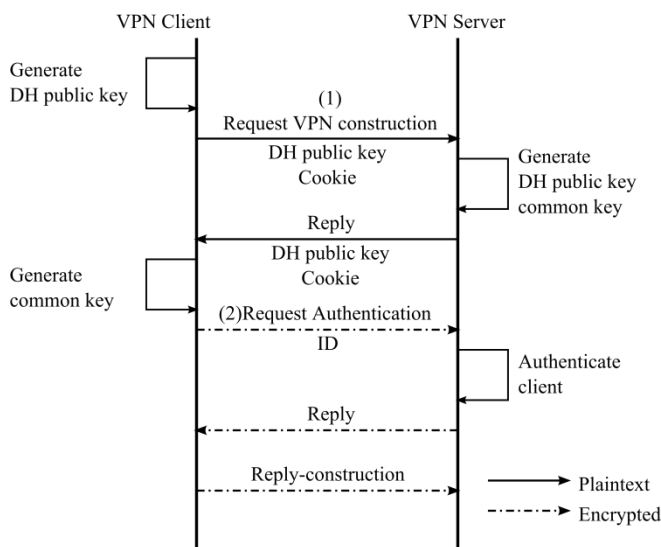 VPN Client
VPN Server
Generate
DH public key
(1)
Request VPN construction
DH public key
Cookie
Generate
DH public key
common key
Reply
DH public key
Cookie
Generate
common key
(2)Request Authentication
ID
Authenticate
client
Reply
Reply-construction
Plaintext
Encrypted